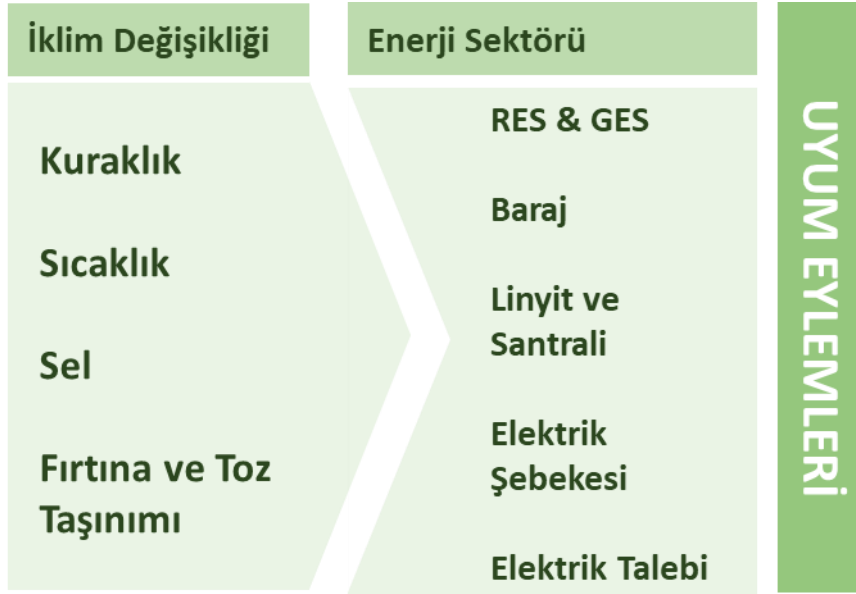 İklim Değişikliği
Kuraklık
Sıcaklık
Sel
Fırtına ve Toz
Taşınımı
Enerji Sektörü
RES & GES
Baraj
Linyit ve
Santrali
Elektrik
Şebekesi
Elektrik Talebi
UYUM EYLEMLERİ